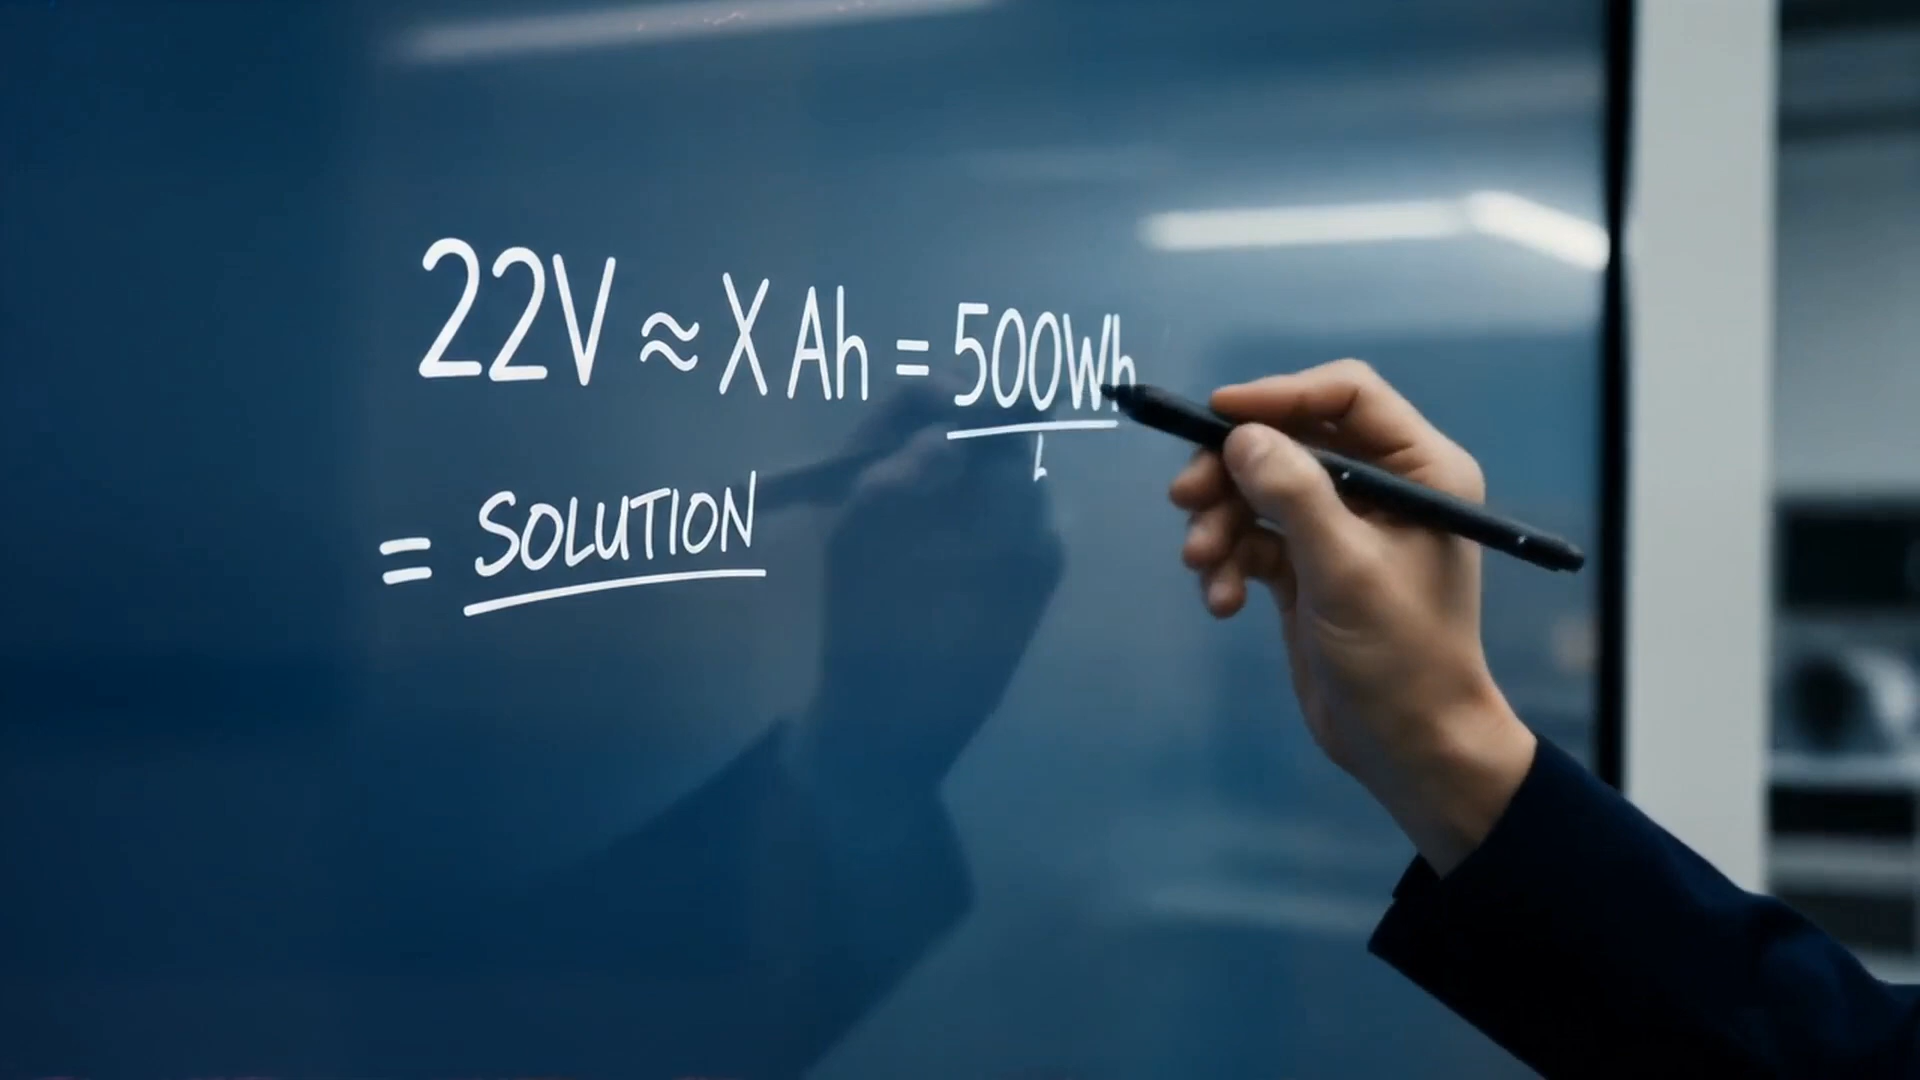 22V ≈ X Ah = 500Wh
= SOLUTION